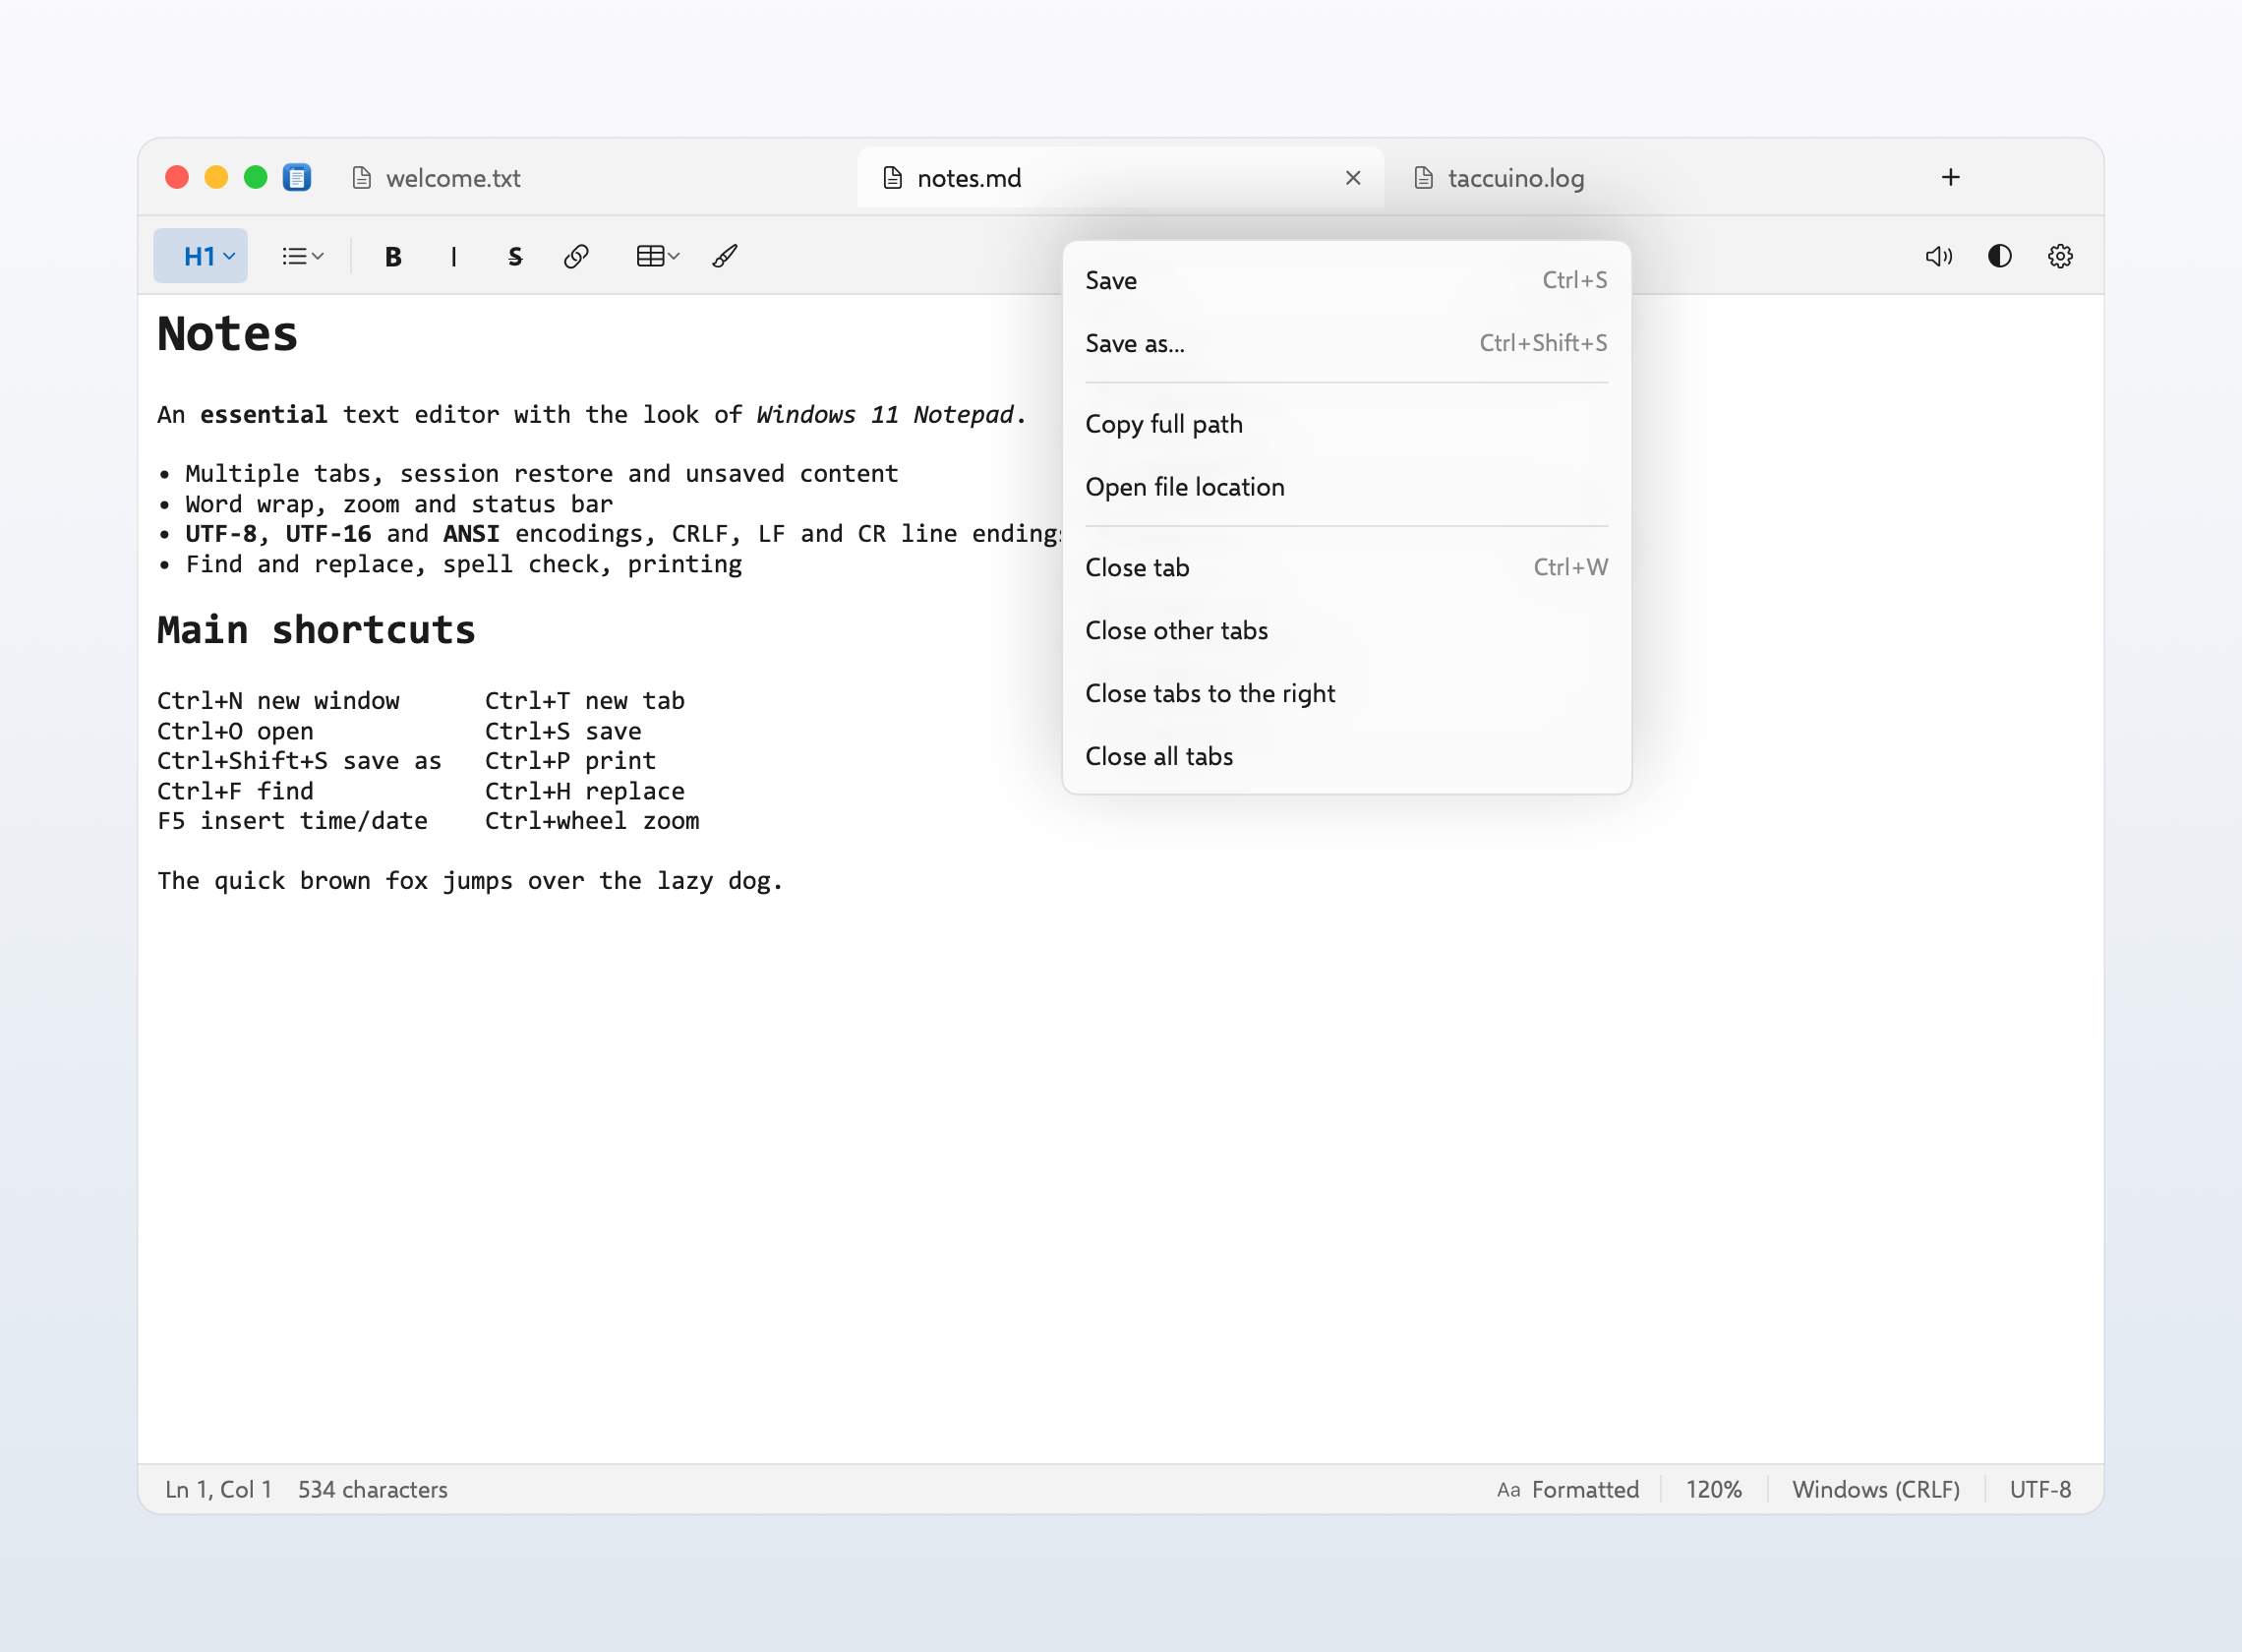 welcome.txt
notes.md
taccuino.log
H1
B I S
Save Ctrl+S
Save as... Ctrl+Shift+S
Copy full path
Open file location
Close tab Ctrl+W
Close other tabs
Close tabs to the right
Close all tabs
Notes
An essential text editor with the look of Windows 11 Notepad.
• Multiple tabs, session restore and unsaved content
• Word wrap, zoom and status bar
• UTF-8, UTF-16 and ANSI encodings, CRLF, LF and CR line endings
• Find and replace, spell check, printing
Main shortcuts
Ctrl+N new window Ctrl+T new tab
Ctrl+O open Ctrl+S save
Ctrl+Shift+S save as Ctrl+P print
Ctrl+F find Ctrl+H replace
F5 insert time/date Ctrl+wheel zoom
The quick brown fox jumps over the lazy dog.
Ln 1, Col 1 534 characters
Aa Formatted 120% Windows (CRLF) UTF-8